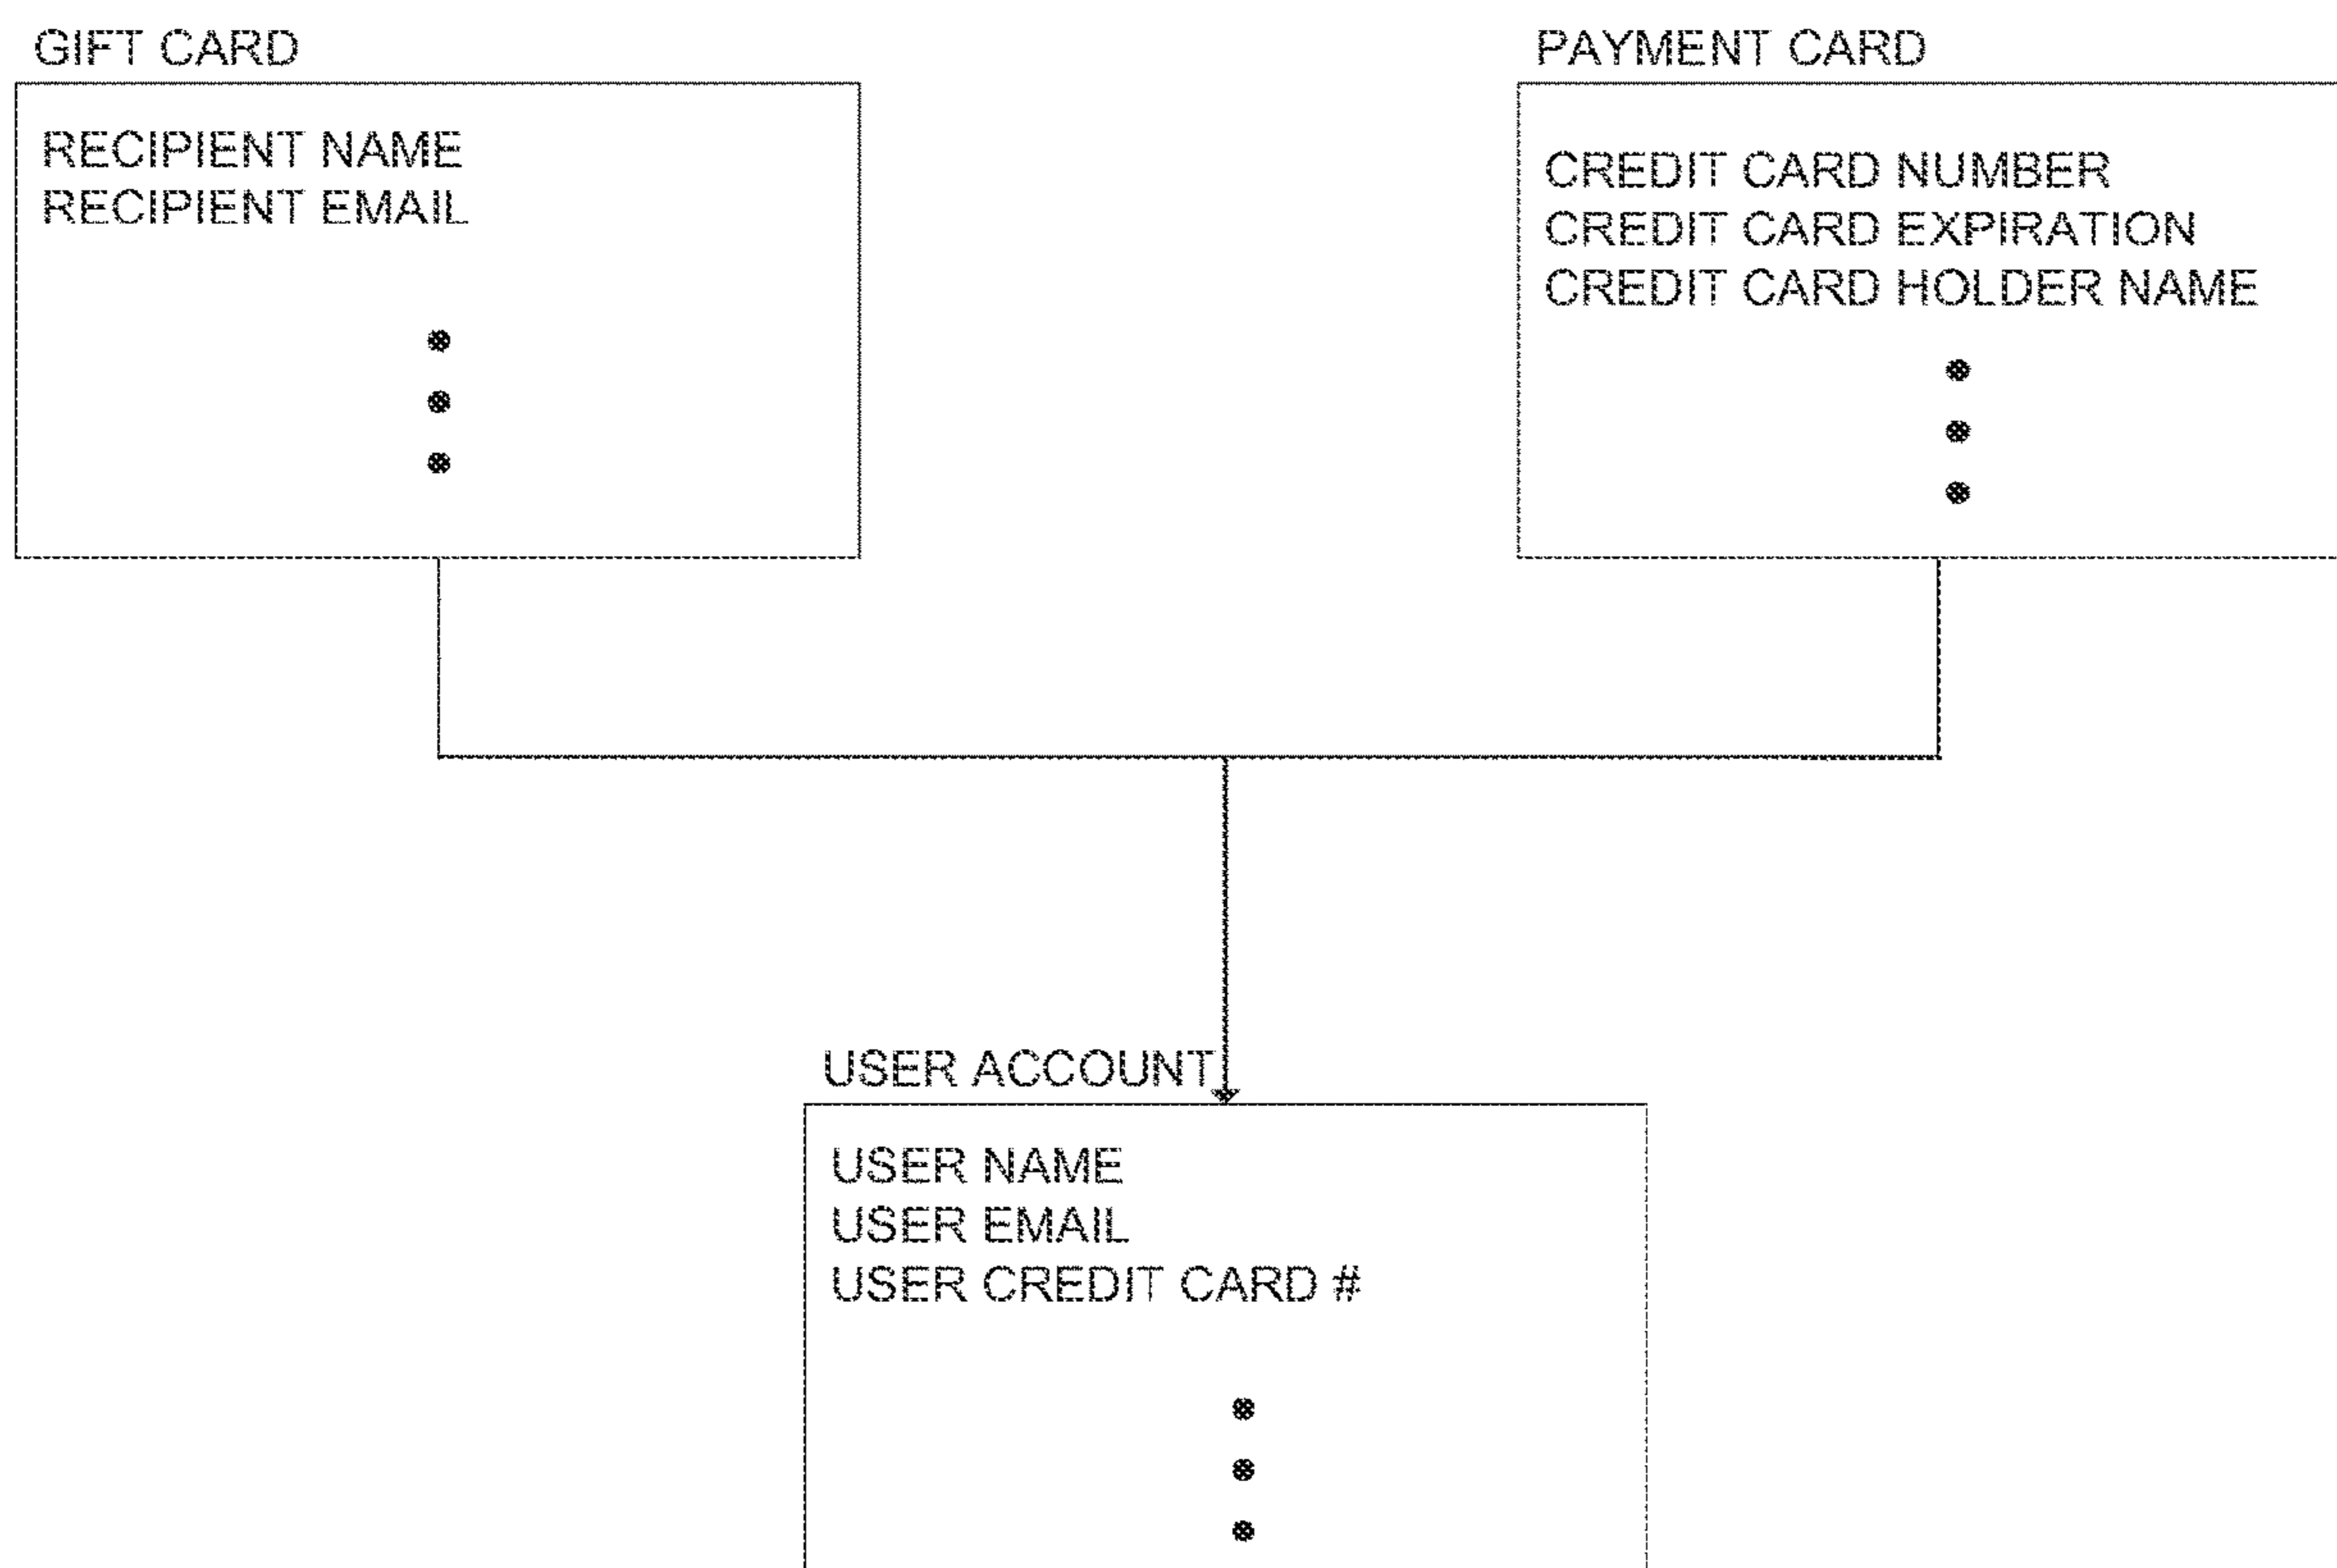 GIFT CARD
RECIPIENT NAME
RECIPIENT EMAIL
PAYMENT CARD
CREDIT CARD NUMBER
CREDIT CARD EXPIRATION
CREDIT CARD HOLDER NAME
USER ACCOUNT
USER NAME
USER EMAIL
USER CREDIT CARD #